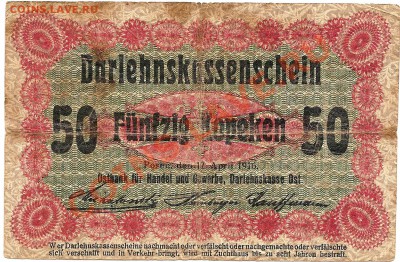 COINS.ЛАВЕ.RU
Darlehnskassenschein
50 Fünfzig Kopeken 50
Posen, den 17. April 1916.
Ostbank für Handel und Gewerbe, Darlehnskasse Ost
Wer Darlehnskassenscheine nachmacht oder verfälscht oder nachgemachte oder verfälschte
sich verschafft und in Verkehr bringt, wird mit Zuchthaus bis zu acht Jahren bestraft.